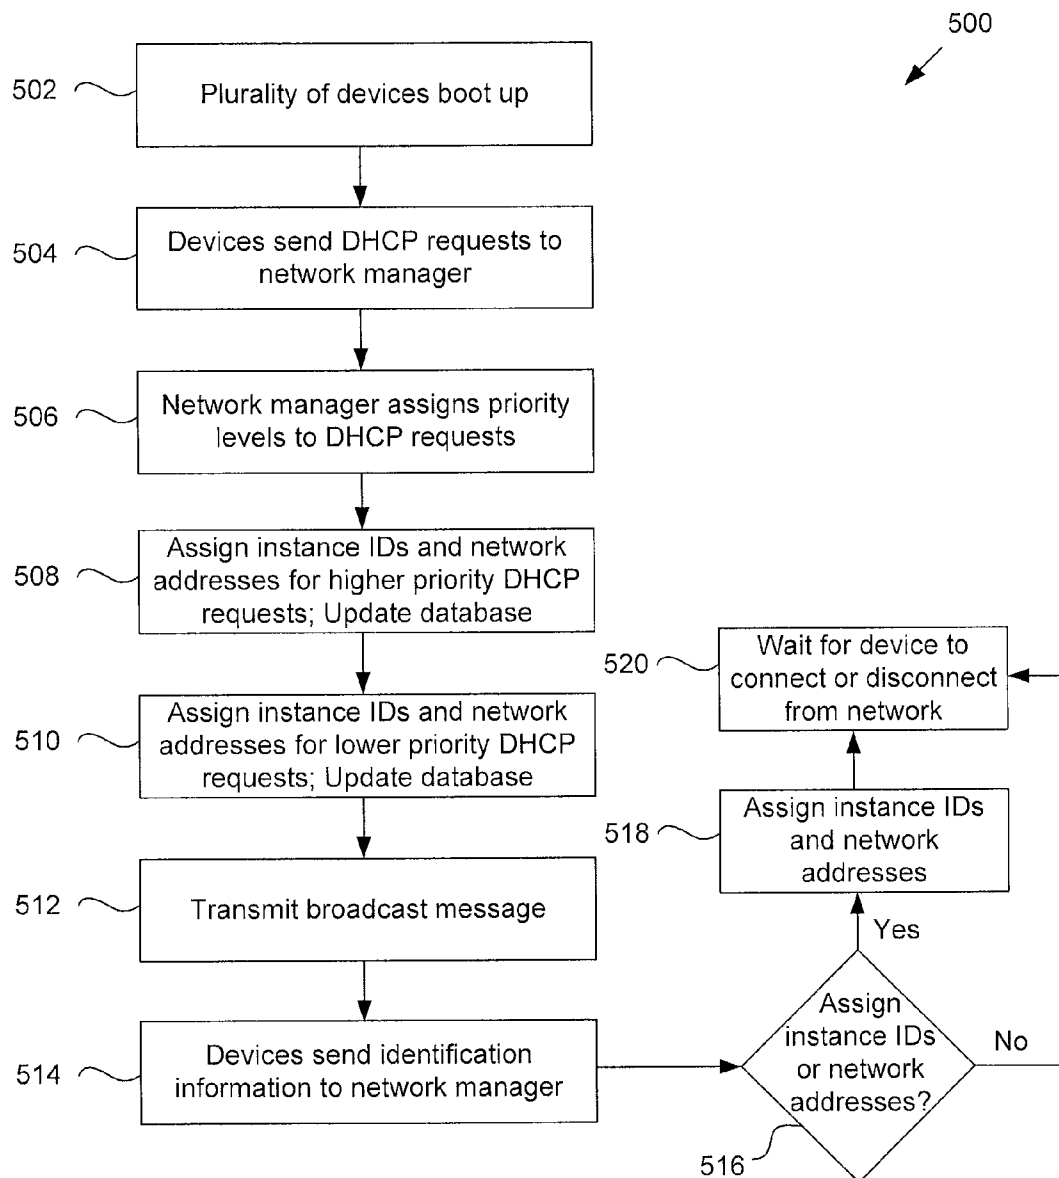 500
502
Plurality of devices boot up
504
Devices send DHCP requests to
network manager
506
Network manager assigns priority
levels to DHCP requests
508
Assign instance IDs and network
addresses for higher priority DHCP
requests; Update database
510
Assign instance IDs and network
addresses for lower priority DHCP
requests; Update database
512
Transmit broadcast message
514
Devices send identification
information to network manager
516
Assign
instance IDs
or network
addresses?
Yes
No
518
Assign instance IDs
and network
addresses
520
Wait for device to
connect or disconnect
from network